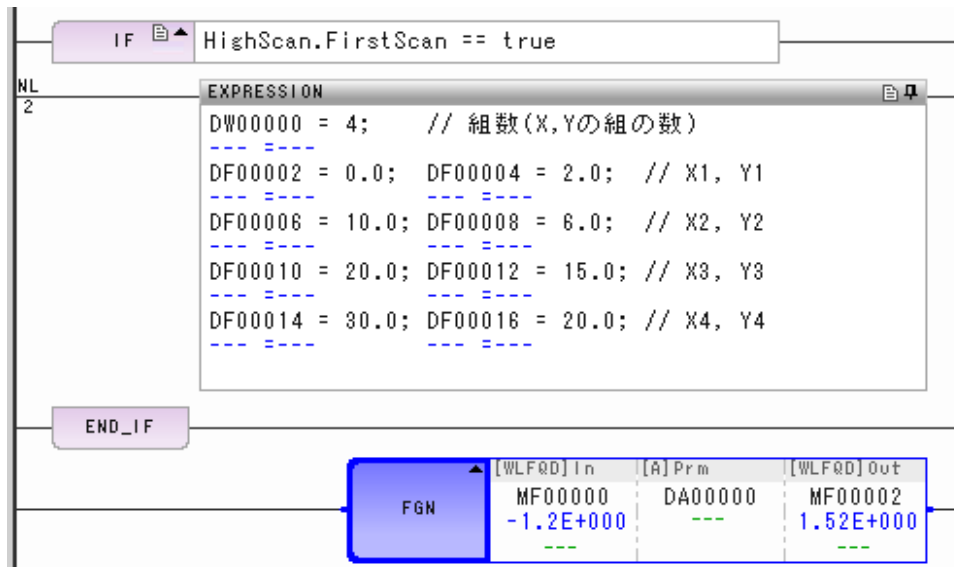 IF HighScan.FirstScan == true
NL
2
EXPRESSION
DW00000 = 4; // 組数(X,Yの組の数)
--- =---
DF00002 = 0.0; DF00004 = 2.0; // X1, Y1
--- =--- --- =---
DF00006 = 10.0; DF00008 = 6.0; // X2, Y2
--- =--- --- =---
DF00010 = 20.0; DF00012 = 15.0; // X3, Y3
--- =--- --- =---
DF00014 = 30.0; DF00016 = 20.0; // X4, Y4
--- =--- --- =---
END_IF
[WLFQD]In [A]Prm [WLFQD]Out
FGN MF00000 DA00000 MF00002
-1.2E+000 --- 1.52E+000
--- ---